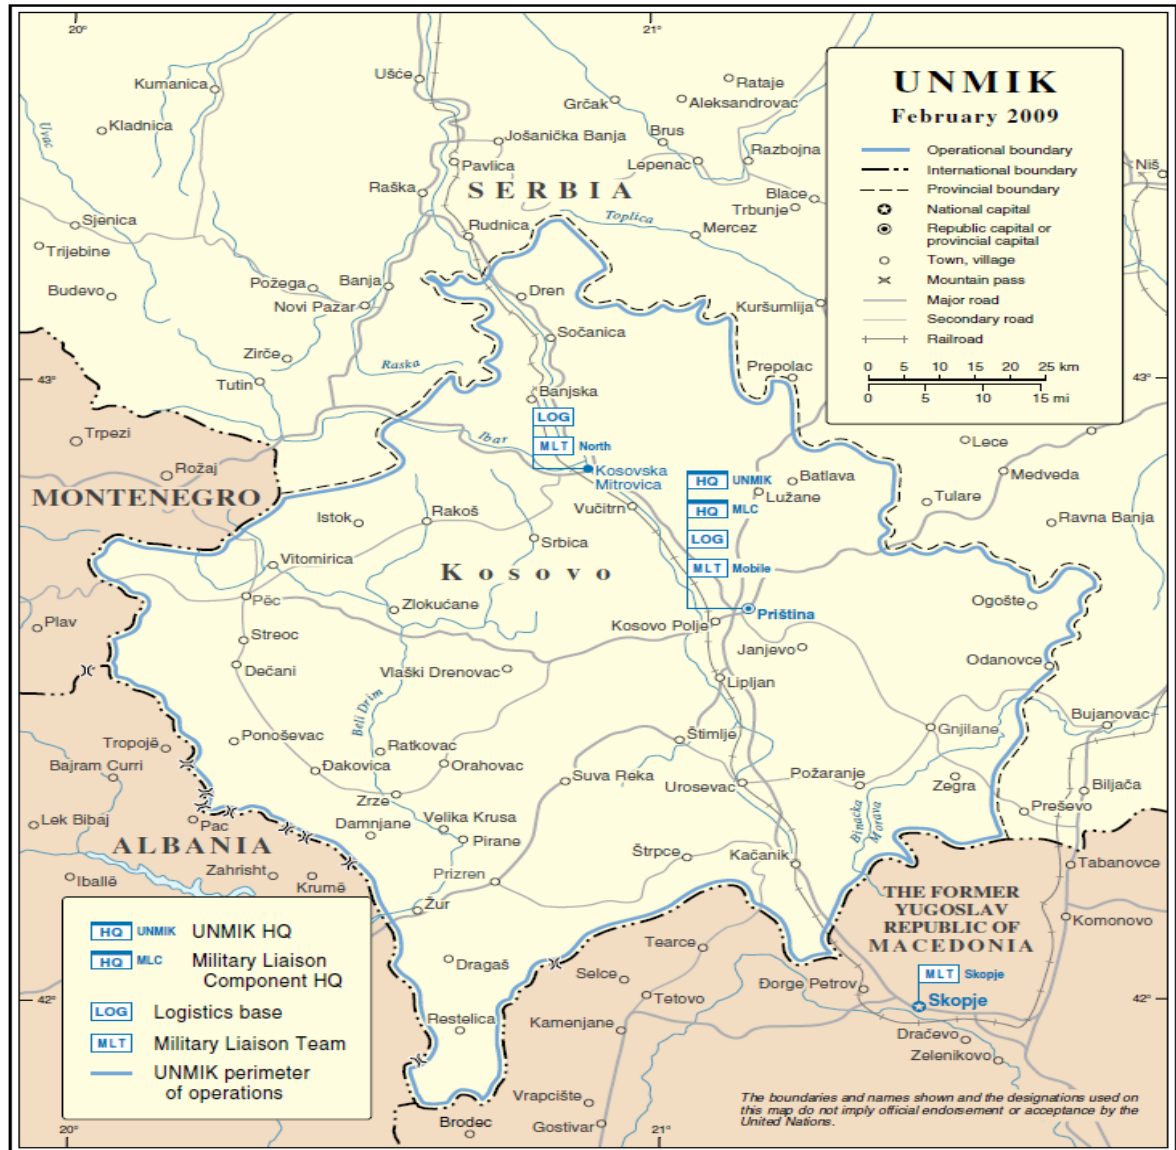 20°
21°
UNMIK
February 2009
Operational boundary
International boundary
Provincial boundary
National capital
Republic capital or
provincial capital
Town, village
Mountain pass
Major road
Secondary road
Railroad
0 5 10 15 20 25 km
0 5 10 15 mi
Ušće
Kumanica
Kladnica
Uvac
Rataje
Grčak
Aleksandrovac
Jošanička Banja
Brus
Lepenac
Razbojna
Niš
Pavlica
Raška
SERBIA
Blace
Trbunje
Sjenica
Rudnica
Toplica
Mercez
Trijebine
Požega
Banja
Budevo
Novi Pazar
Dren
Kuršumlija
Sočanica
Zirče
Raska
Prepolac
43°
Tutin
43°
Banjska
LOG
Trpezi
Ibar
MLT North
Lece
Rožaj
Kosovska
Mitrovica
HQ UNMIK
Batlava
Medveda
MONTENEGRO
Lužane
Tulare
Istok
Rakoš
Vučitrn
HQ MLC
Ravna Banja
Srbica
LOG
Vitomirica
Kosovo
MLT Mobile
Pěc
Zlokućane
Ogošte
Plav
Kosovo Polje
Priština
Streoc
Janjevo
Dečani
Vlaški Drenovac
Odanovce
Lipljan
Beli Drim
Bujanovac
Tropojë
Ponoševac
Ratkovac
Štimlje
Gnjilane
Bajram Curri
Đakovica
Orahovac
Suva Reka
Urosevac
Požaranje
Zegra
Biljača
Zrze
Preševo
Lek Bibaj
Pac
Damnjane
Velika Krusa
Binacka
Morava
ALBANIA
Pirane
Štrpce
Kačanik
Tabanovce
Iballë
Zahrisht
Krumë
Prizren
THE FORMER
YUGOSLAV
REPUBLIC OF
MACEDONIA
Žur
Komonovo
HQ UNMIK UNMIK HQ
HQ MLC Military Liaison
Component HQ
LOG Logistics base
MLT Military Liaison Team
UNMIK perimeter
of operations
Tearce
Dragaš
Selce
Đorge Petrov
MLT Skopje
42°
Tetovo
Skopje
42°
Restelica
Kamenjane
Dračevo
Zelenikovo
Vrapcište
Brodec
Gostivar
The boundaries and names shown and the designations used on
this map do not imply official endorsement or acceptance by the
United Nations.
20°
21°